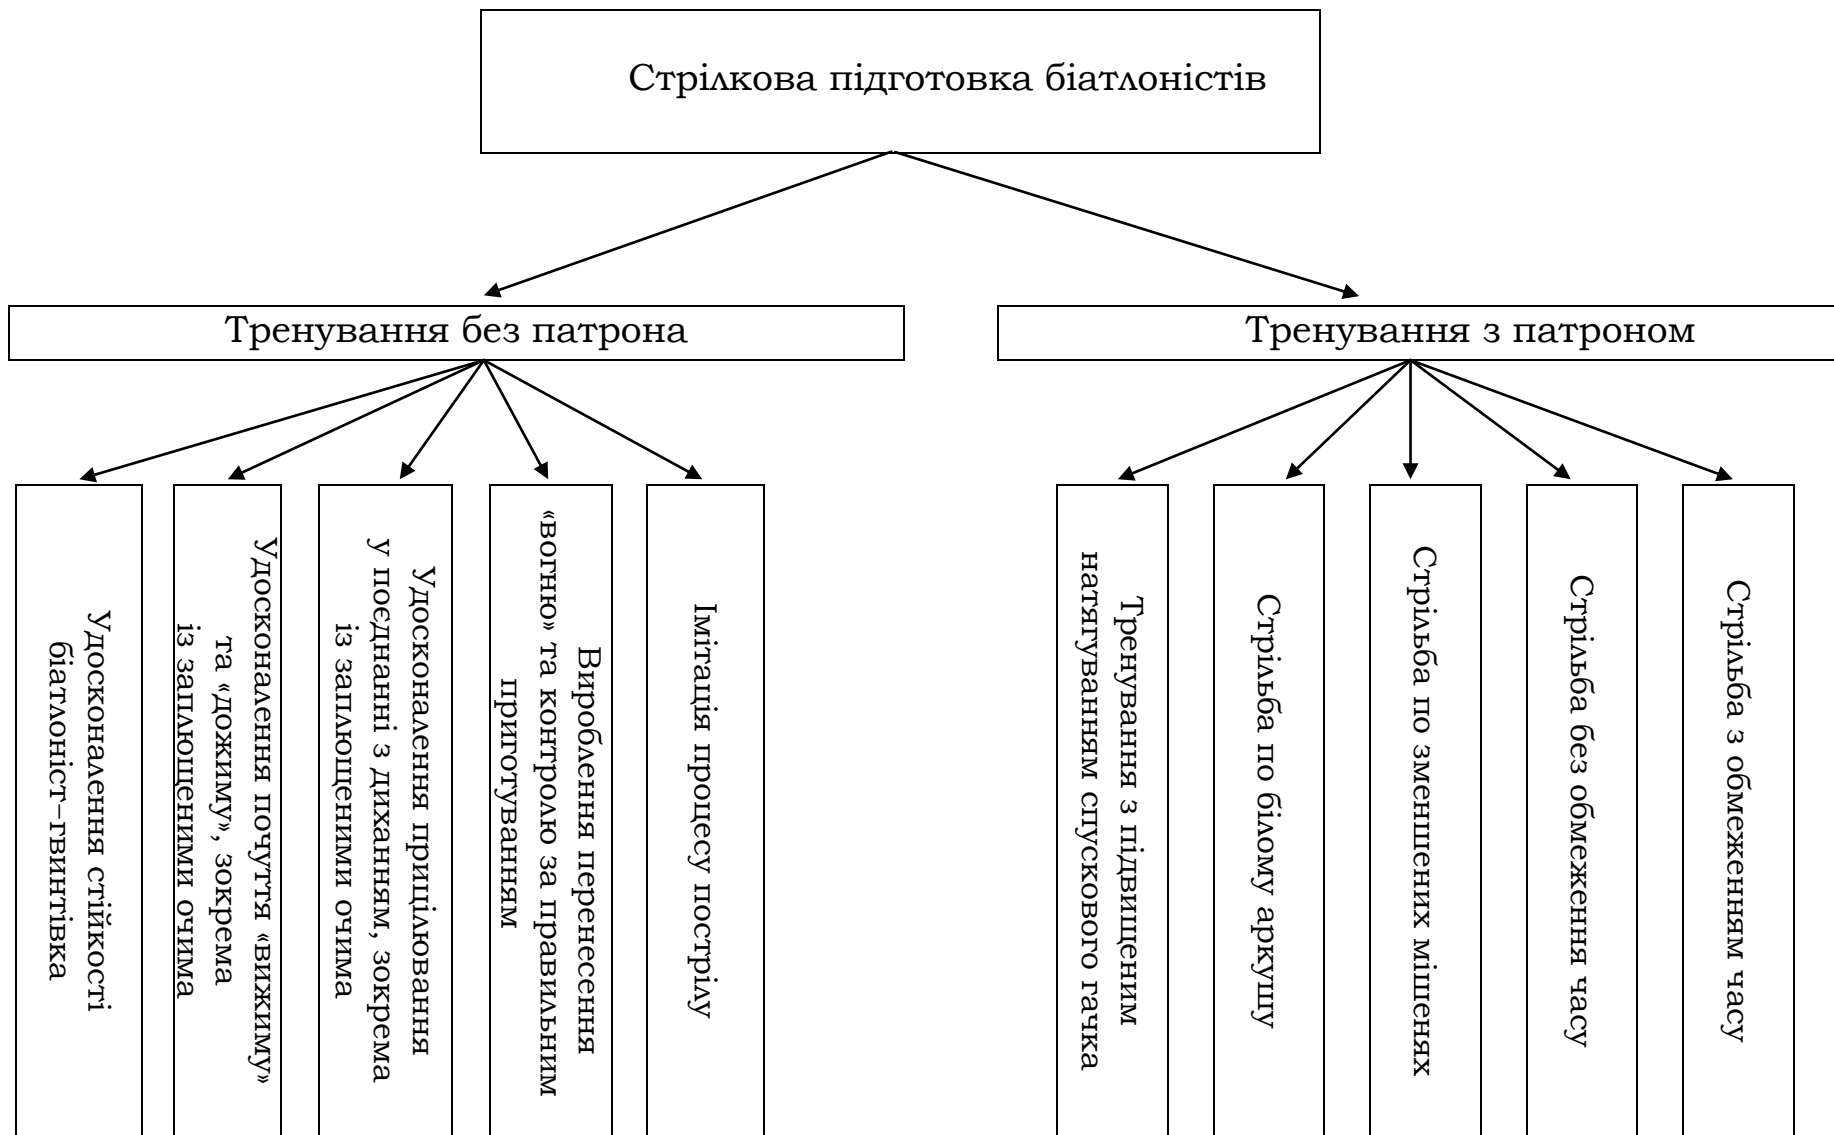 Стрілкова підготовка біатлоністів
Тренування без патрона
Тренування з патроном
Удосконалення стійкості
біатлоніст–гвинтівка
Удосконалення почуття «вижиму»
та «дожиму», зокрема
із заплющеними очима
Удосконалення прицілювання
у поєднанні з диханням, зокрема
із заплющеними очима
Вироблення перенесення
«вогню» та контролю за правильним
приготуванням
Імітація процесу пострілу
Тренування з підвищеним
натягуванням спускового гачка
Стрільба по білому аркушу
Стрільба по зменшених мішенях
Стрільба без обмеження часу
Стрільба з обмеженням часу